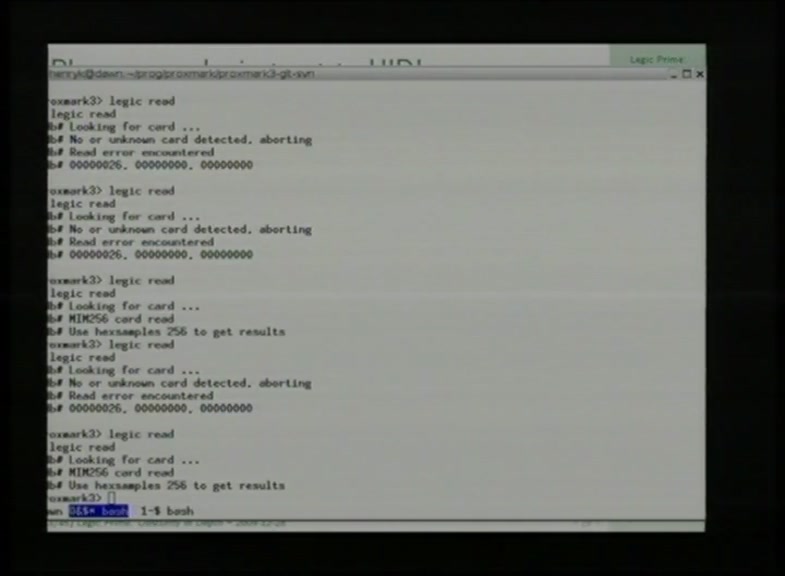 Legic Prime
henryk@dawn:~/prog/proxmark/proxmark3-git-svn
oxmark3> legic read
legic read
b# Looking for card ...
b# No or unknown card detected, aborting
b# Read error encountered
b# 00000026, 00000000, 00000000
oxmark3> legic read
legic read
b# Looking for card ...
b# No or unknown card detected, aborting
b# Read error encountered
b# 00000026, 00000000, 00000000
oxmark3> legic read
legic read
b# Looking for card ...
b# MIM256 card read
b# Use hexsamples 256 to get results
oxmark3> legic read
legic read
b# Looking for card ...
b# No or unknown card detected, aborting
b# Read error encountered
b# 00000026, 00000000, 00000000
oxmark3> legic read
legic read
b# Looking for card ...
b# MIM256 card read
b# Use hexsamples 256 to get results
oxmark3>
wn 0&$* bash 1-$ bash
Legic Prime: Obscurity in Depth